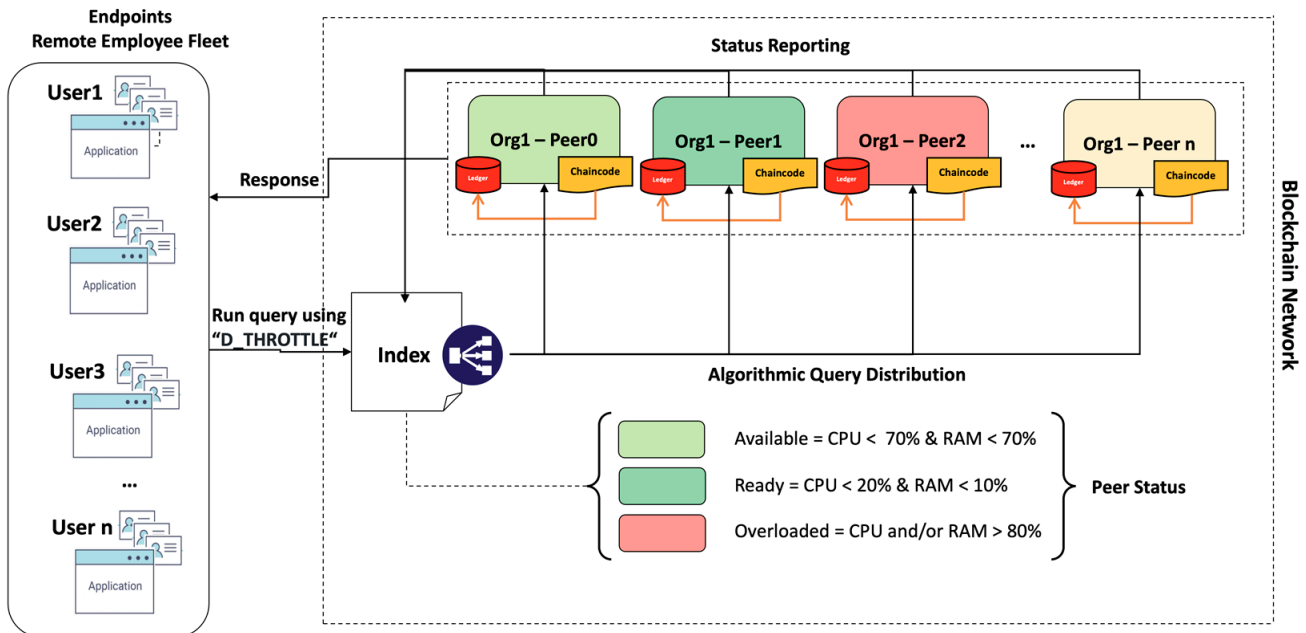 Endpoints
Remote Employee Fleet
User1
Application
User2
Application
User3
Application
...
User n
Application
Response
Run query using
“D_THROTTLE“
Status Reporting
Org1 – Peer0
Ledger
Chaincode
Org1 – Peer1
Ledger
Chaincode
Org1 – Peer2
Ledger
Chaincode
...
Org1 – Peer n
Ledger
Chaincode
Index
Algorithmic Query Distribution
Available = CPU < 70% & RAM < 70%
Ready = CPU < 20% & RAM < 10%
Overloaded = CPU and/or RAM > 80%
Peer Status
Blockchain Network